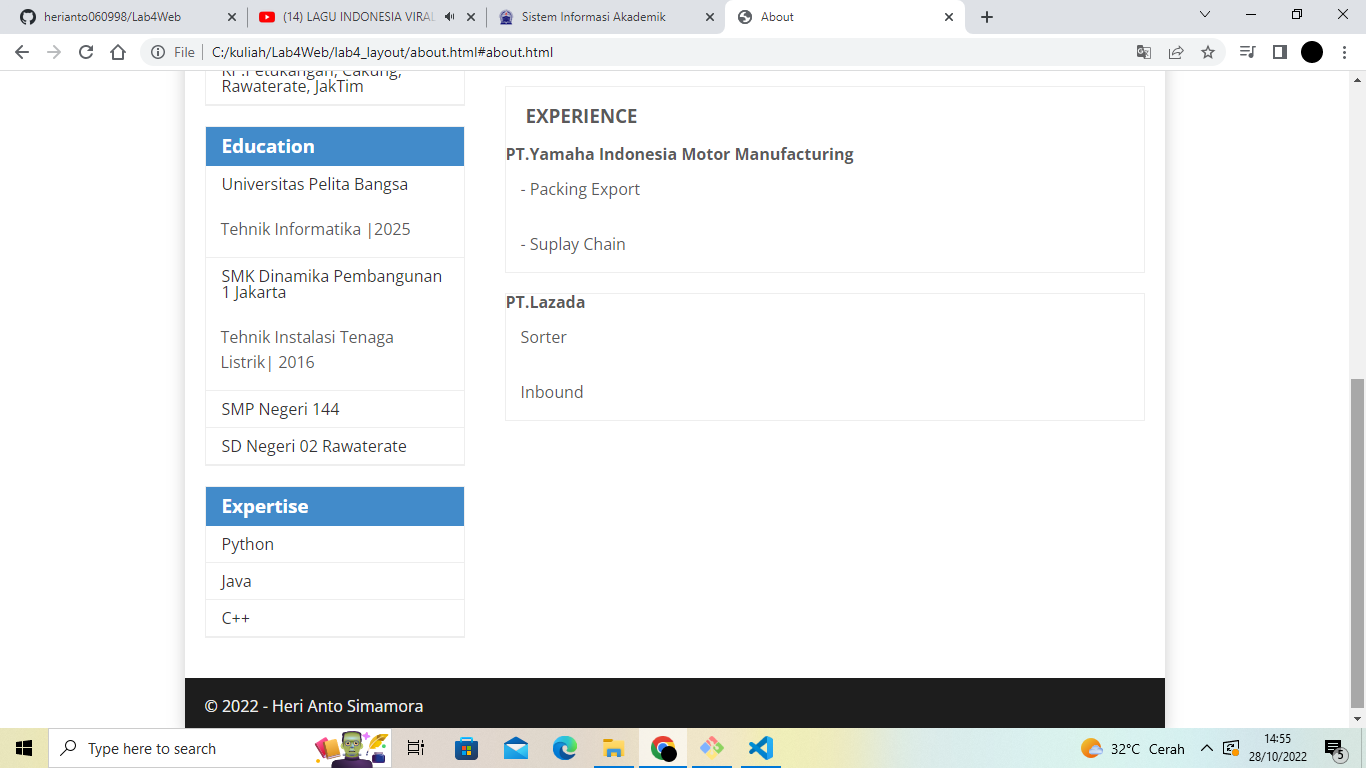 herianto060998/Lab4Web
(14) LAGU INDONESIA VIRAL
Sistem Informasi Akademik
About
File
C:/kuliah/Lab4Web/lab4_layout/about.html#about.html
KP.Petukangan, Cakung,
Rawaterate, JakTim
Education
Universitas Pelita Bangsa
Tehnik Informatika |2025
SMK Dinamika Pembangunan
1 Jakarta
Tehnik Instalasi Tenaga
Listrik| 2016
SMP Negeri 144
SD Negeri 02 Rawaterate
Expertise
Python
Java
C++
EXPERIENCE
PT.Yamaha Indonesia Motor Manufacturing
- Packing Export
- Suplay Chain
PT.Lazada
Sorter
Inbound
© 2022 - Heri Anto Simamora
Type here to search
32°C Cerah
14:55
28/10/2022
5